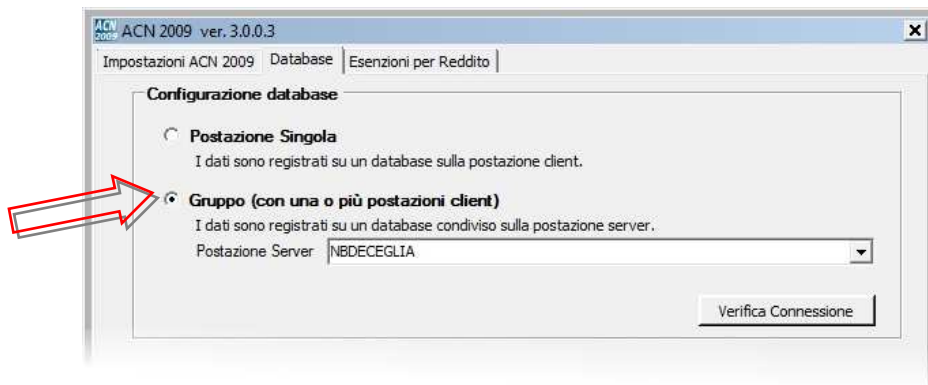 ACN 2009 ACN 2009 ver. 3.0.0.3
Impostazioni ACN 2009 Database Esenzioni per Reddito
Configurazione database
Postazione Singola
I dati sono registrati su un database sulla postazione client.
Gruppo (con una o più postazioni client)
I dati sono registrati su un database condiviso sulla postazione server.
Postazione Server NBDECEGLIA
Verifica Connessione